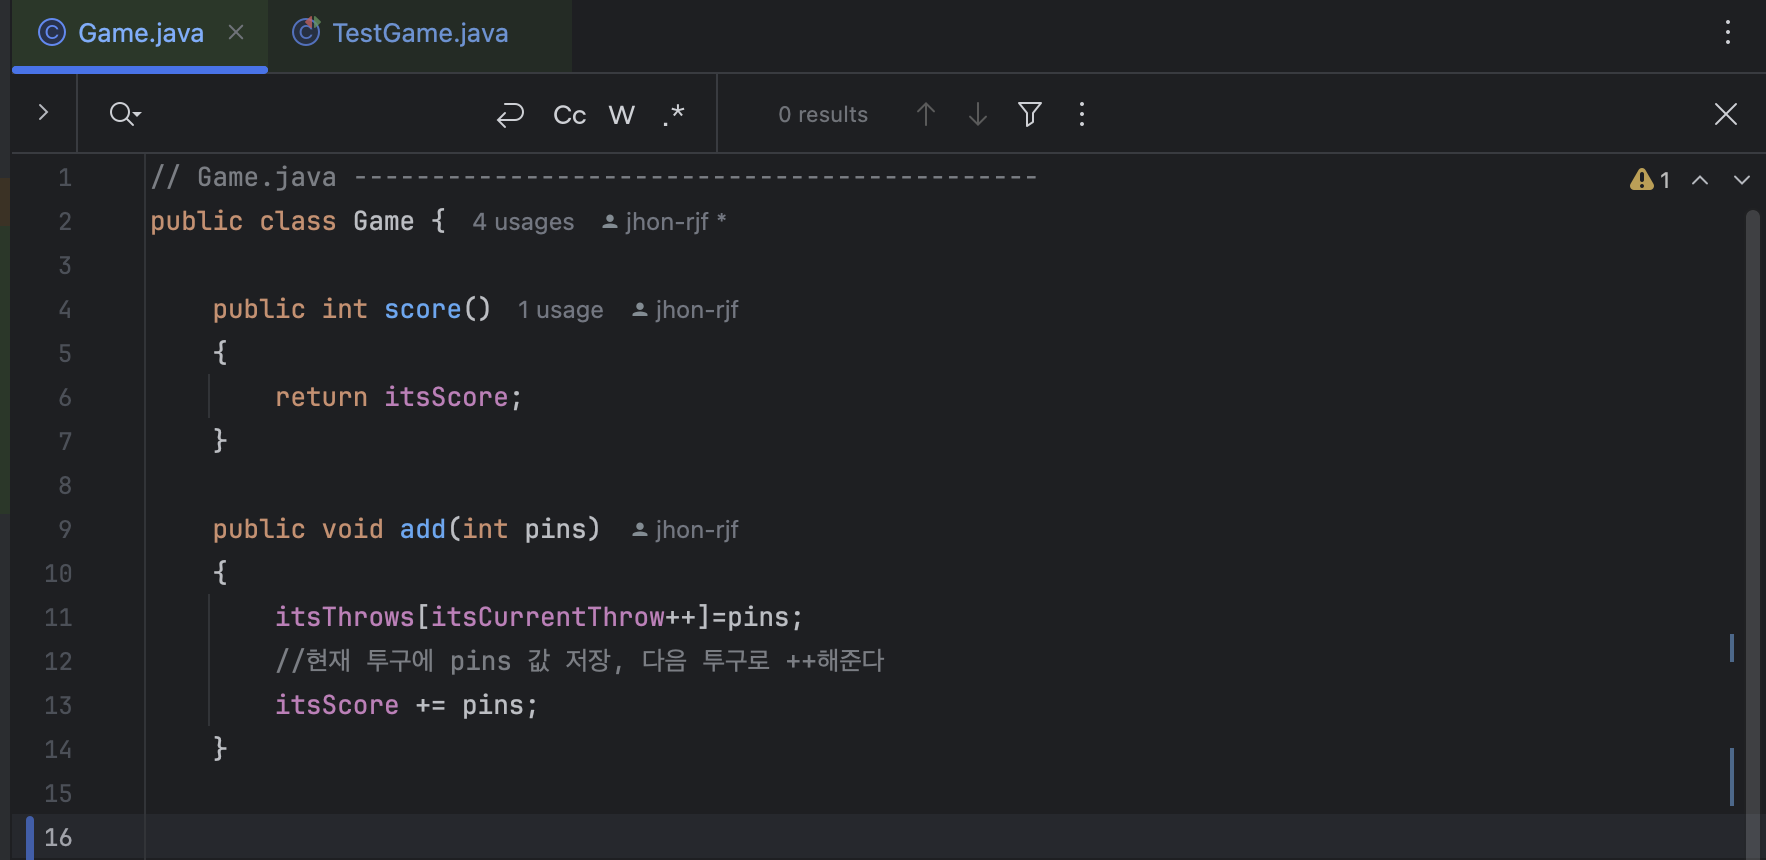 Game.java TestGame.java
Cc W .* 0 results
1 // Game.java --------------------------------------------
2 public class Game { 4 usages jhon-rjf *
3
4 public int score() 1 usage jhon-rjf
5 {
6 return itsScore;
7 }
8
9 public void add(int pins) jhon-rjf
10 {
11 itsThrows[itsCurrentThrow++]=pins;
12 //현재 투구에 pins 값 저장, 다음 투구로 ++해준다
13 itsScore += pins;
14 }
15
16
1